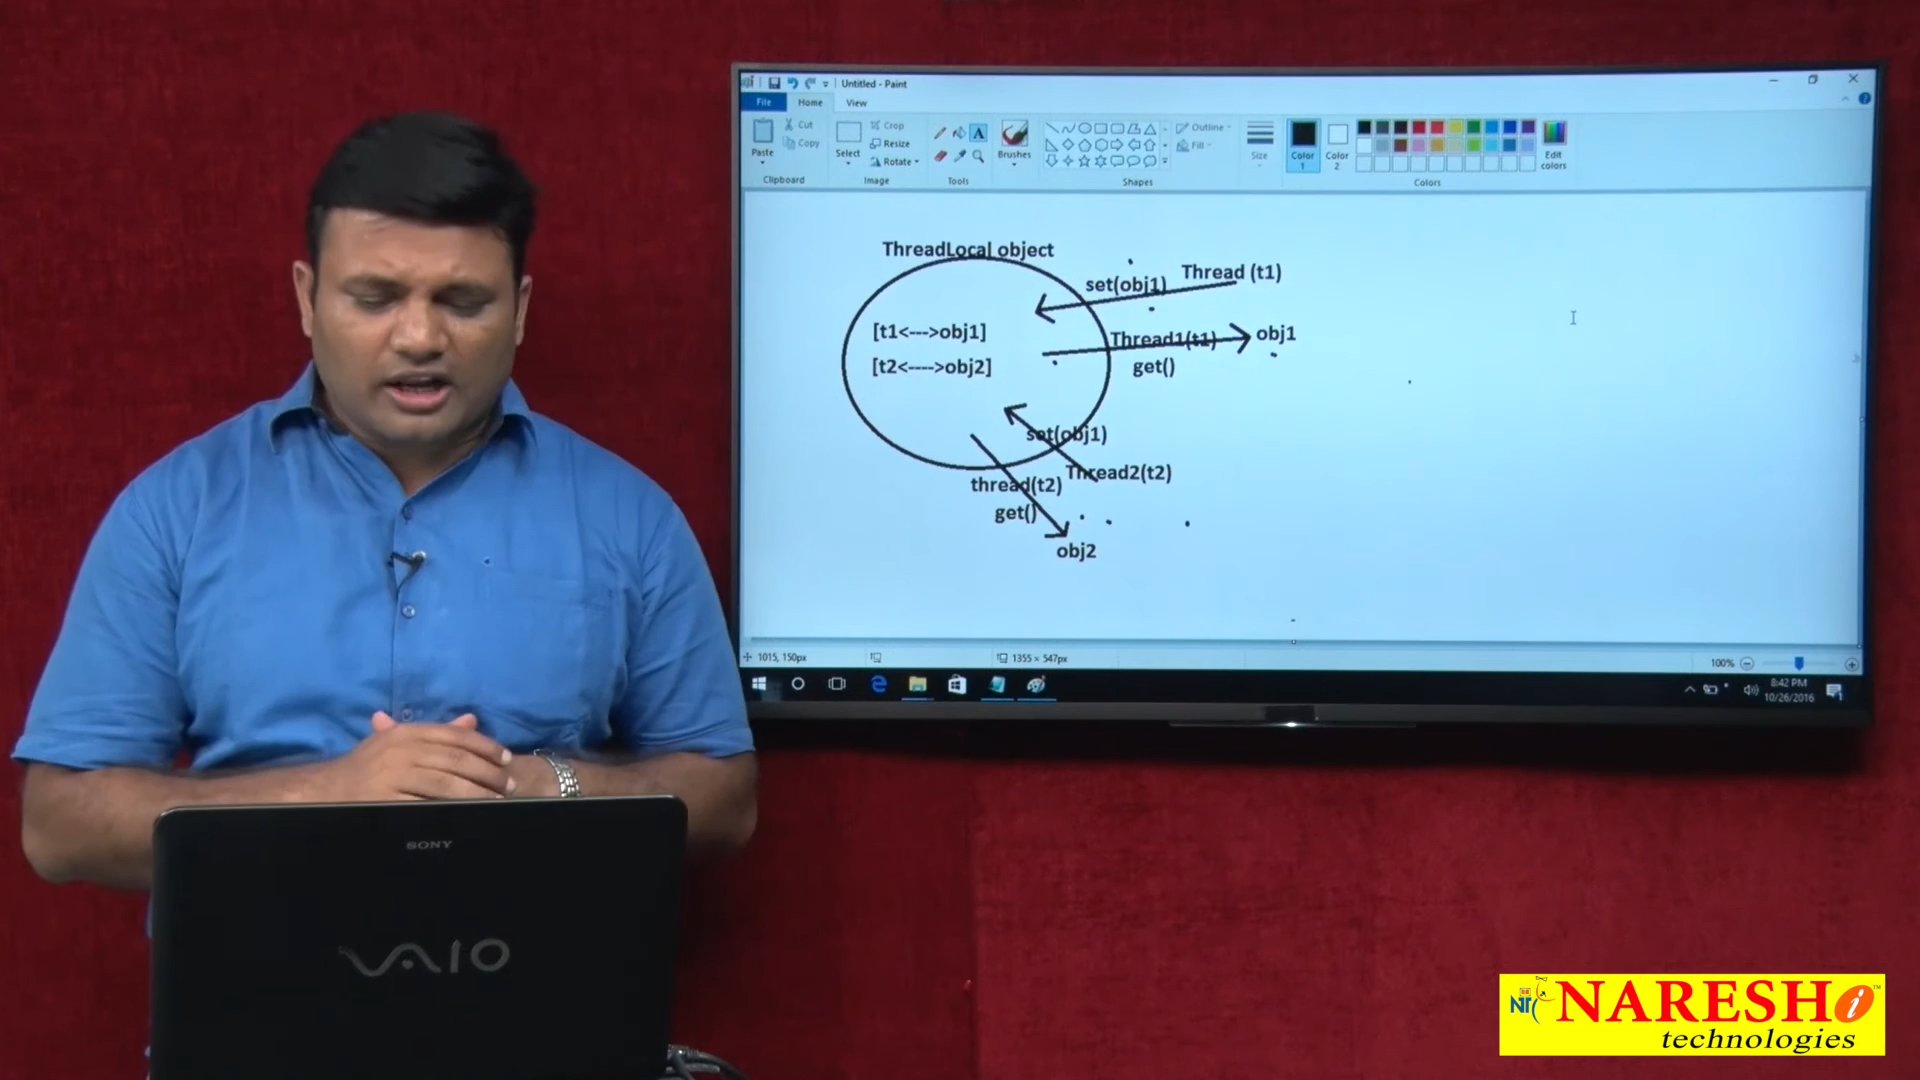 Untitled - Paint
File Home View
Paste
Cut
Copy
Clipboard
Select
Crop
Resize
Rotate
Image
A
Tools
Brushes
Outline
Fill
Shapes
Size
Color 1
Color 2
Edit colors
Colors
ThreadLocal object
set(obj1)
Thread (t1)
[t1<--->obj1]
Thread1(t1)
obj1
[t2<---->obj2]
get()
set(obj1)
Thread2(t2)
thread(t2)
get()
obj2
1015, 150px
1355 × 547px
100%
8:42 PM
10/26/2016
SONY
VAIO
NARESH i
technologies